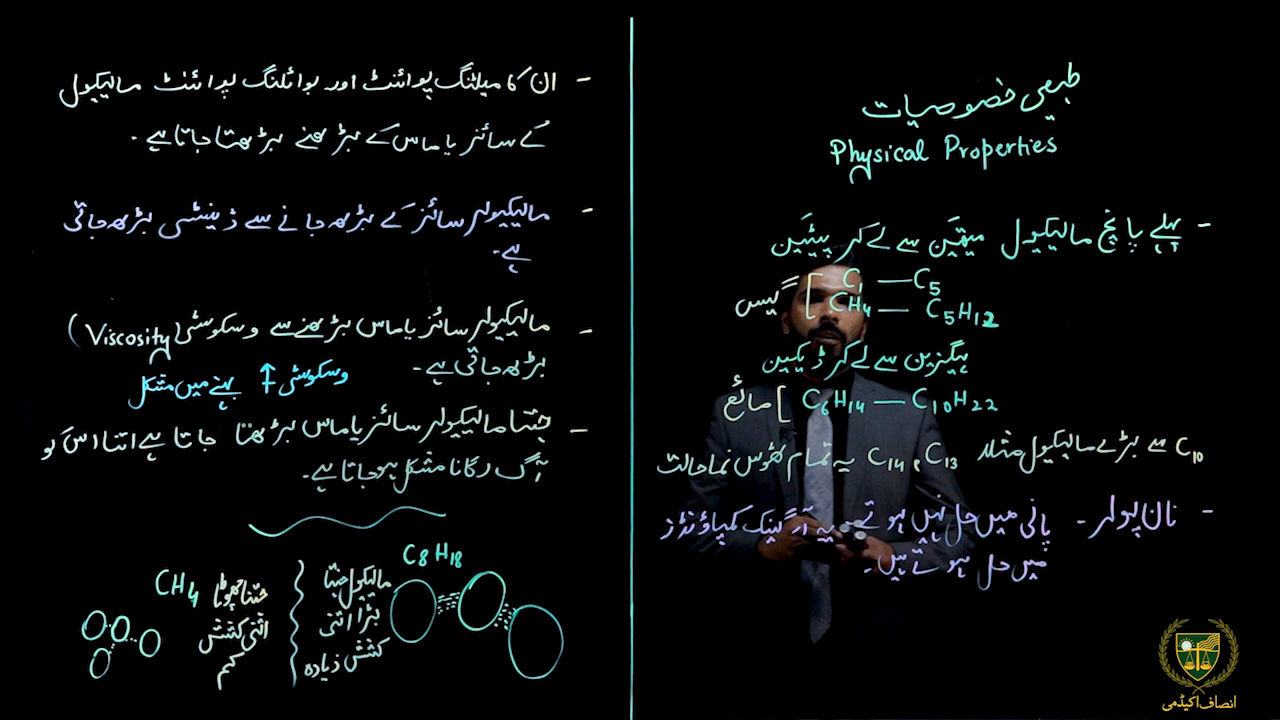 طبعی خصوصیات
Physical Properties
- پہلے پانچ مالیکیول میتھین سے لے کر پینٹین
C₁ — C₅
گیس [ CH₄ — C₅H₁₂
ہیگزین سے لے کر ڈیکین
مائع [ C₆H₁₄ — C₁₀H₂₂
C₁₀ سے بڑے مالیکیول مثلاً C₁₃ ، C₁₄ یہ تمام ٹھوس نما حالت
- نان پولر - پانی میں حل نہیں ہوتے یہ آرگینک کمپاؤنڈز
میں حل ہوتے ہیں۔
- ان کا میلٹنگ پوائنٹ اور بوائلنگ پوائنٹ مالیکیول
کے سائز یا ماس کے بڑھنے بڑھتا جاتا ہے۔
- مالیکیولر سائز کے بڑھ جانے سے ڈینسٹی بڑھ جاتی
ہے۔
- مالیکیولر سائز یا ماس بڑھنے سے وسکوسٹی (Viscosity)
بڑھ جاتی ہے۔
وسکوسٹی ↑ بہنے میں مشکل
- جتنا مالیکیولر سائز یا ماس بڑھتا جاتا ہے اتنا اس کو
آگ لگانا مشکل ہو جاتا ہے۔
C8H18
مالیکیول جتنا
بڑا اتنی
کشش زیادہ
CH₄ جتنا چھوٹا
اتنی کشش
کم
انصاف اکیڈمی